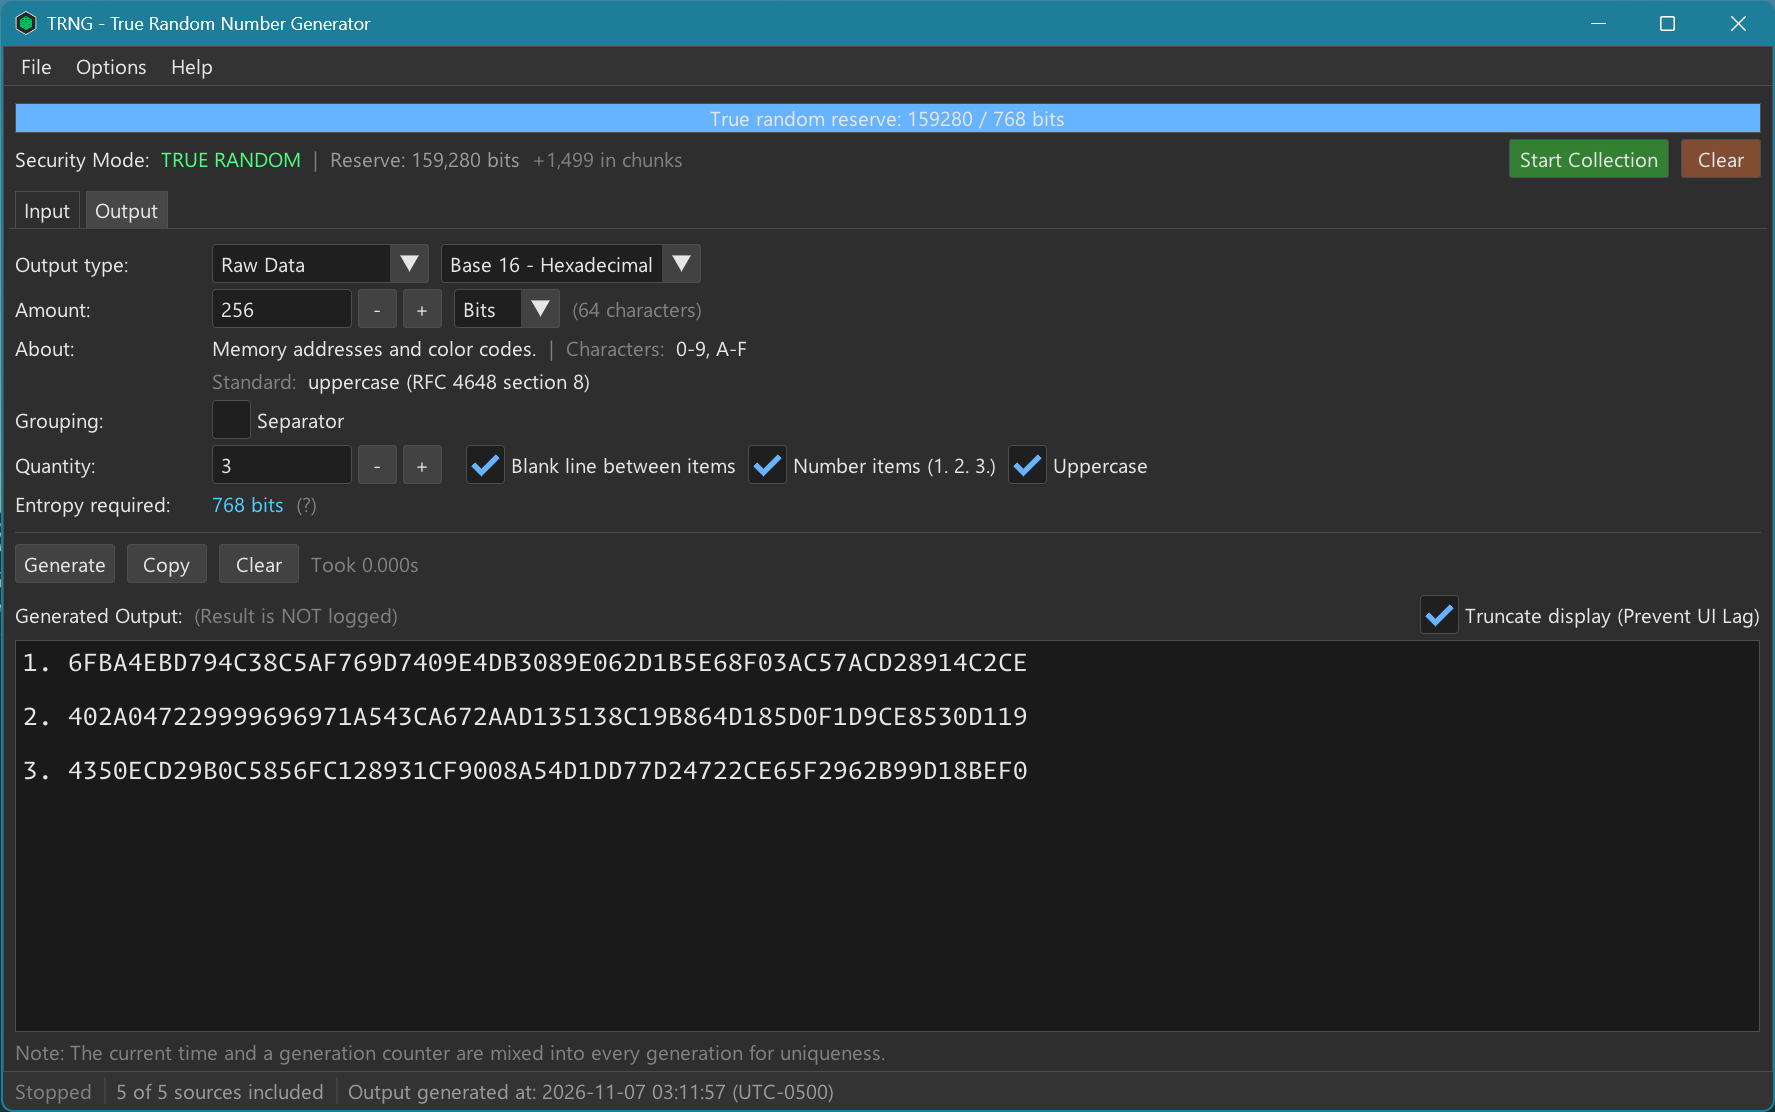 TRNG - True Random Number Generator
File Options Help
True random reserve: 159280 / 768 bits
Security Mode: TRUE RANDOM | Reserve: 159,280 bits +1,499 in chunks Start Collection Clear
Input Output
Output type: Raw Data Base 16 - Hexadecimal
Amount: 256 - + Bits (64 characters)
About: Memory addresses and color codes. | Characters: 0-9, A-F
Standard: uppercase (RFC 4648 section 8)
Grouping: Separator
Quantity: 3 - + Blank line between items Number items (1. 2. 3.) Uppercase
Entropy required: 768 bits (?)
Generate Copy Clear Took 0.000s
Generated Output: (Result is NOT logged) Truncate display (Prevent UI Lag)
1. 6FBA4EBD794C38C5AF769D7409E4DB3089E062D1B5E68F03AC57ACD28914C2CE
2. 402A047229999696971A543CA672AAD135138C19B864D185D0F1D9CE8530D119
3. 4350ECD29B0C5856FC128931CF9008A54D1DD77D24722CE65F2962B99D18BEF0
Note: The current time and a generation counter are mixed into every generation for uniqueness.
Stopped 5 of 5 sources included Output generated at: 2026-11-07 03:11:57 (UTC-0500)